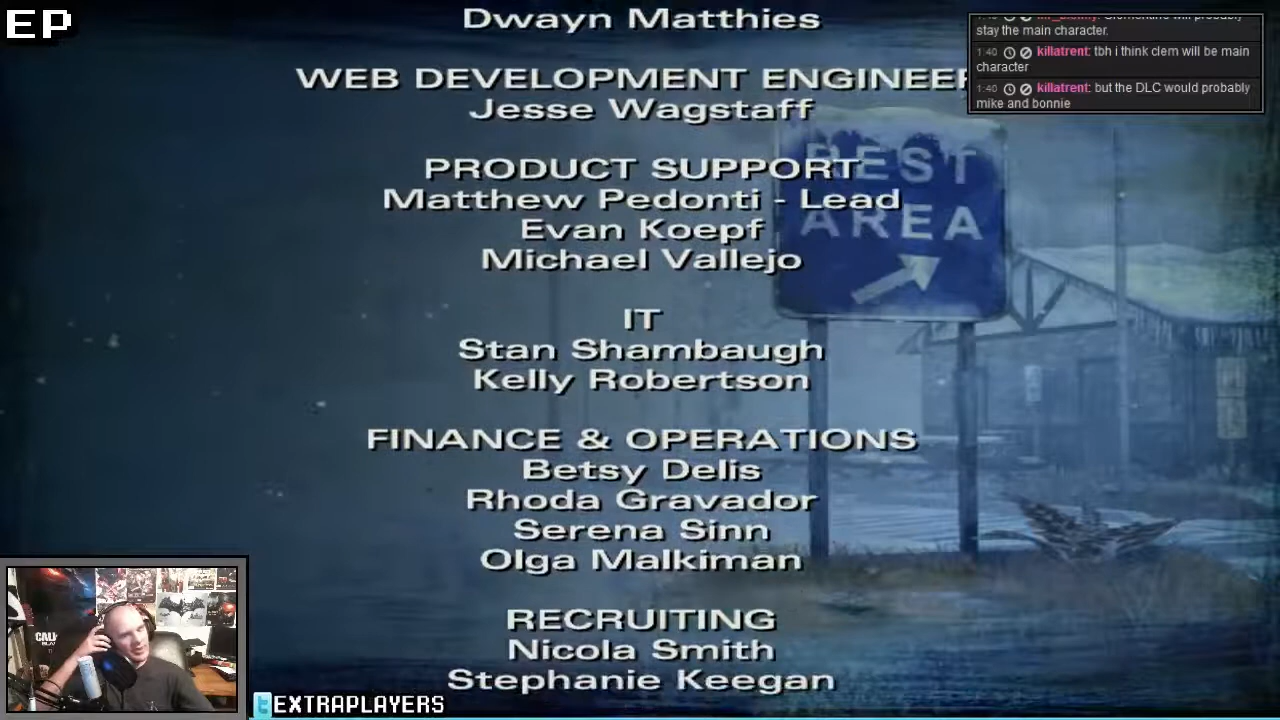 EP
Dwayn Matthies
WEB DEVELOPMENT ENGINEER
Jesse Wagstaff
PRODUCT SUPPORT
Matthew Pedonti - Lead
Evan Koepf
Michael Vallejo
IT
Stan Shambaugh
Kelly Robertson
FINANCE & OPERATIONS
Betsy Delis
Rhoda Gravador
Serena Sinn
Olga Malkiman
RECRUITING
Nicola Smith
Stephanie Keegan
stay the main character.
1:40 killatrent: tbh i think clem will be main
character
1:40 killatrent: but the DLC would probably
mike and bonnie
REST
AREA
CALL
EXTRAPLAYERS